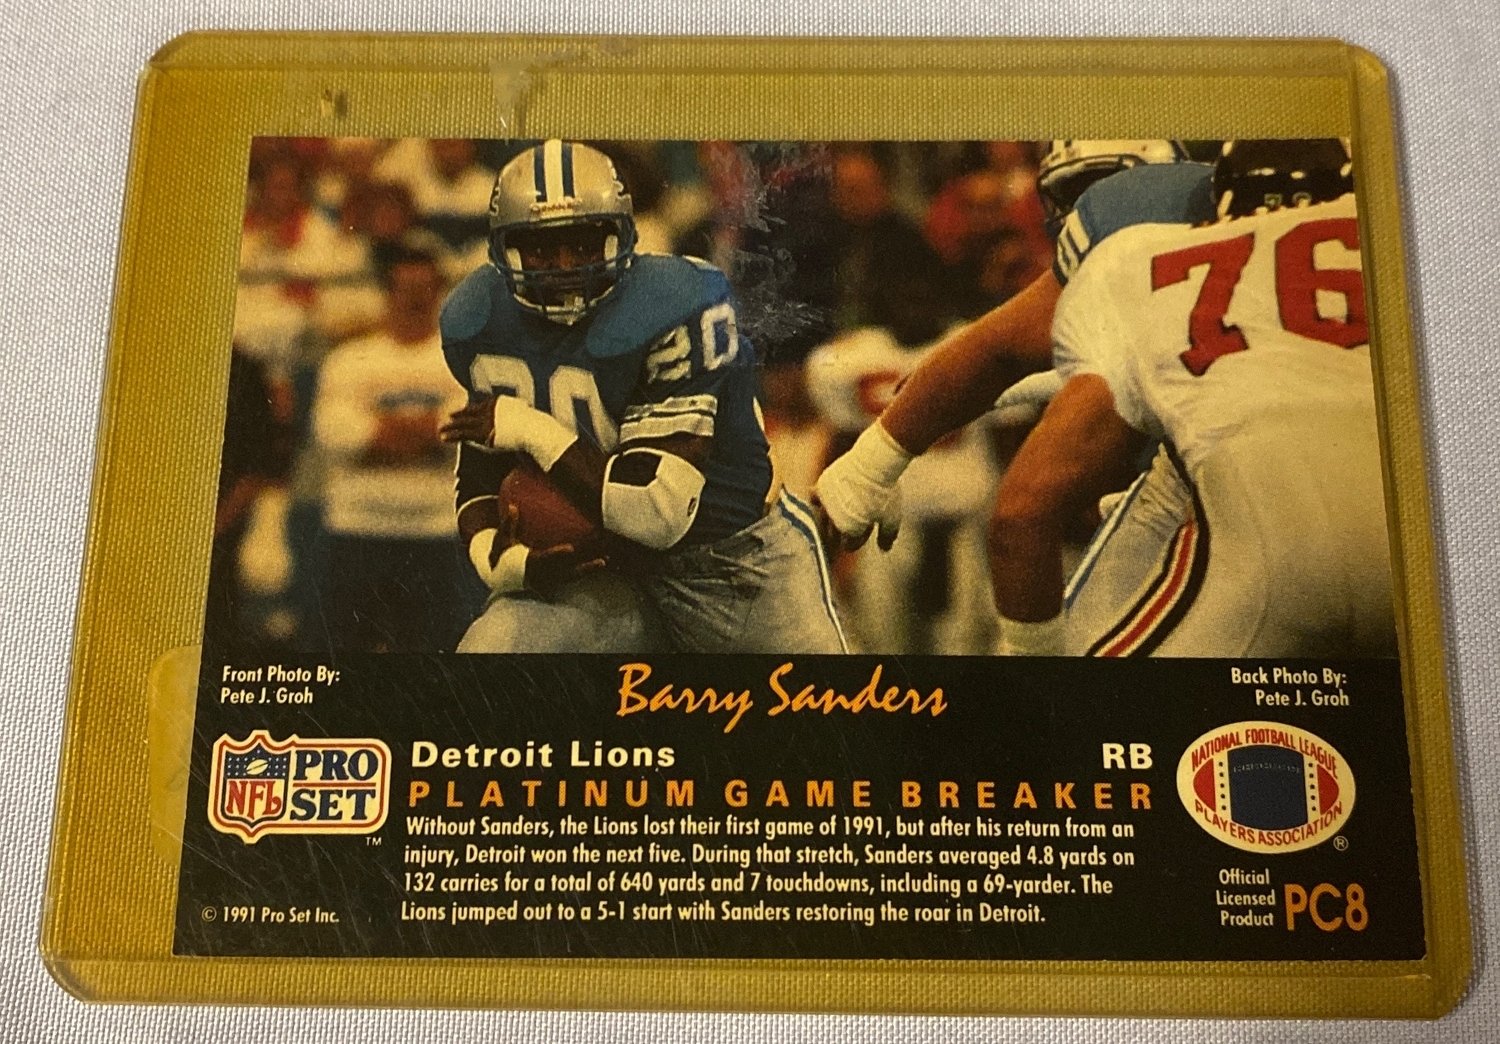 20
20
76
Front Photo By:
Pete J. Groh
Barry Sanders
Back Photo By:
Pete J. Groh
NFL PRO SET
™
Detroit Lions RB
PLATINUM GAME BREAKER
Without Sanders, the Lions lost their first game of 1991, but after his return from an
injury, Detroit won the next five. During that stretch, Sanders averaged 4.8 yards on
132 carries for a total of 640 yards and 7 touchdowns, including a 69-yarder. The
Lions jumped out to a 5-1 start with Sanders restoring the roar in Detroit.
© 1991 Pro Set Inc.
NATIONAL FOOTBALL LEAGUE
PLAYERS ASSOCIATION
®
Official
Licensed
Product
PC8